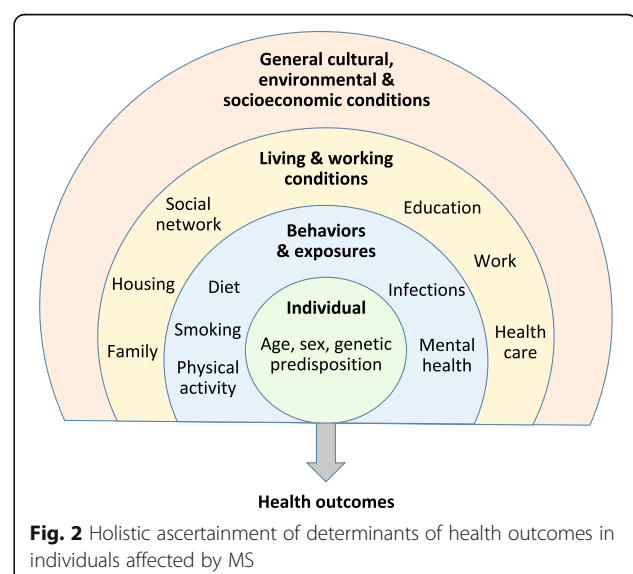 General cultural,
environmental &
socioeconomic conditions
Living & working
conditions
Social
network
Education
Behaviors
& exposures
Work
Housing
Diet
Infections
Individual
Smoking
Age, sex, genetic
predisposition
Family
Mental
health
Health
care
Physical
activity
Health outcomes
Fig. 2 Holistic ascertainment of determinants of health outcomes in
individuals affected by MS